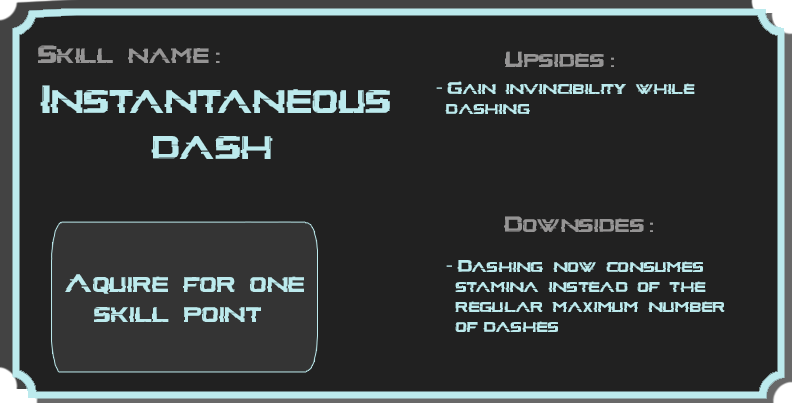 Skill name:
Instantaneous
dash
Aquire for one
skill point
Upsides:
- Gain invincibility while
dashing
Downsides:
- Dashing now consumes
stamina instead of the
regular maximum number
of dashes